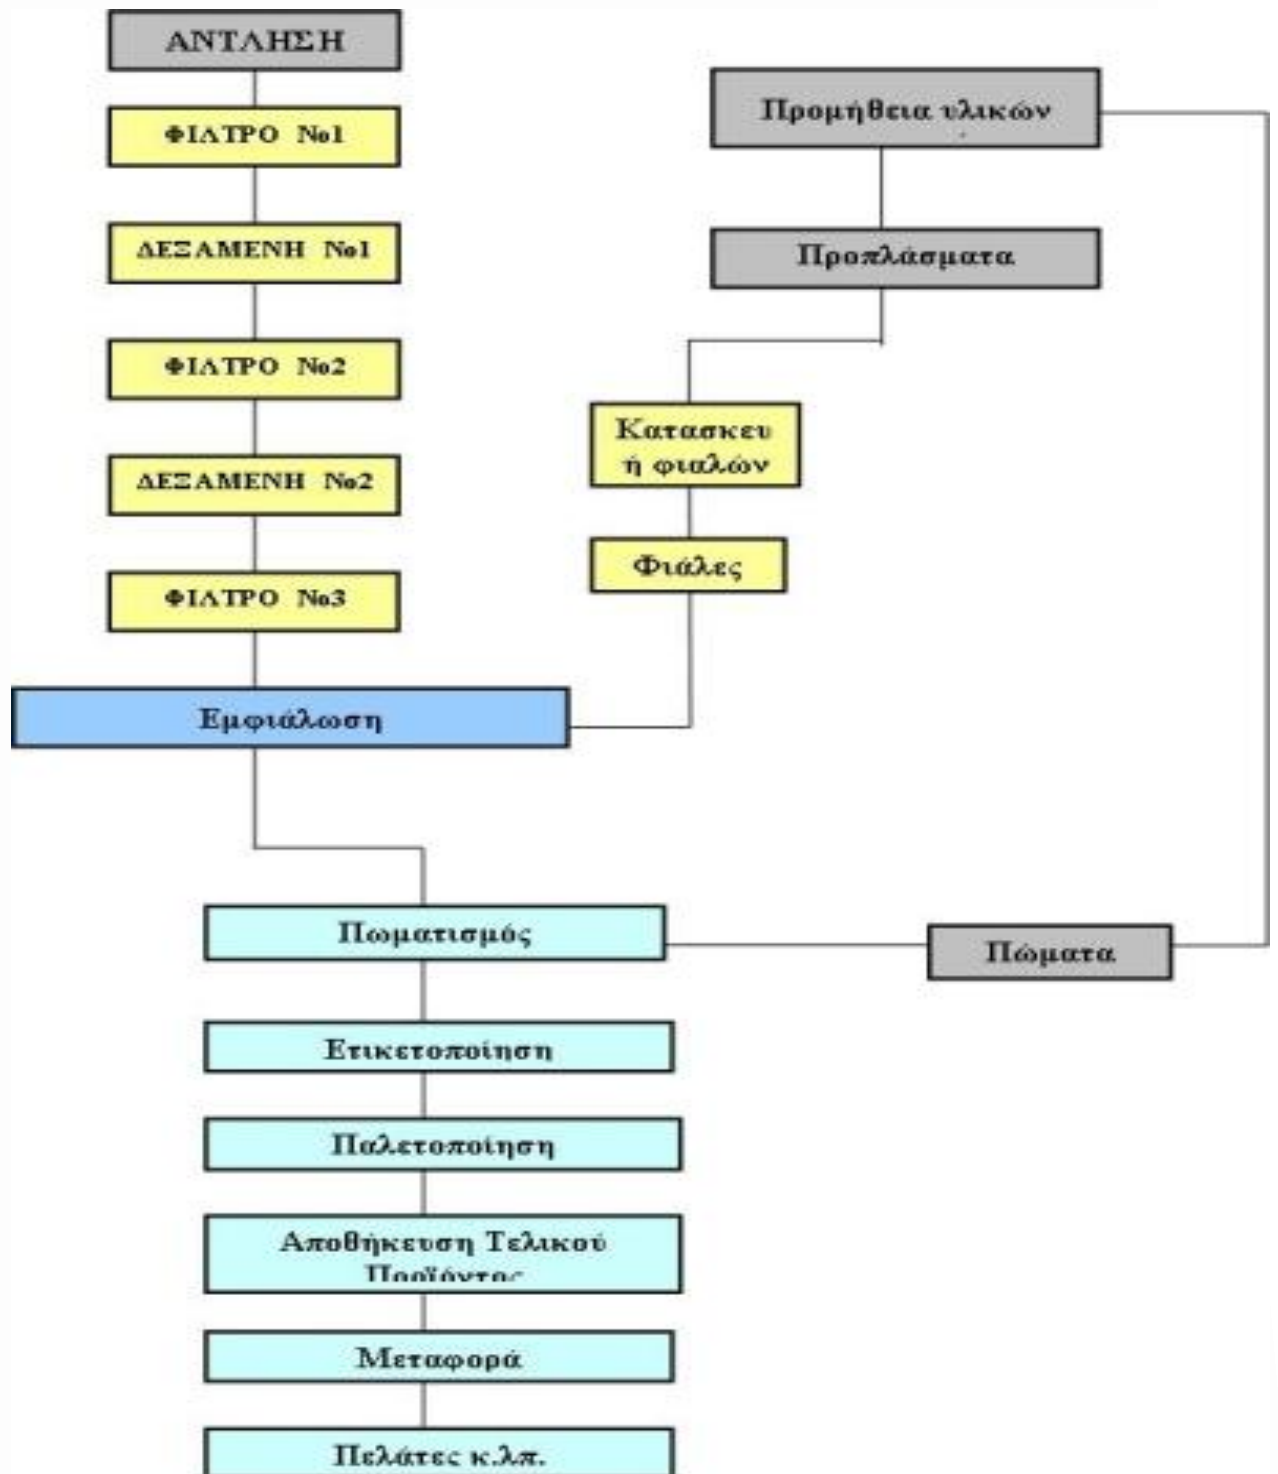 ΑΝΤΛΗΣΗ
ΦΙΛΤΡΟ Νο1
ΔΕΞΑΜΕΝΗ Νο1
ΦΙΛΤΡΟ Νο2
ΔΕΞΑΜΕΝΗ Νο2
ΦΙΛΤΡΟ Νο3
Προμήθεια υλικών
Προπλάσματα
Κατασκευ
ή φιαλών
Φιάλες
Εμφιάλωση
Πωματισμός
Πώματα
Ετικετοποίηση
Παλετοποίηση
Αποθήκευση Τελικού
Προϊόντος
Μεταφορά
Πελάτες κ.λπ.